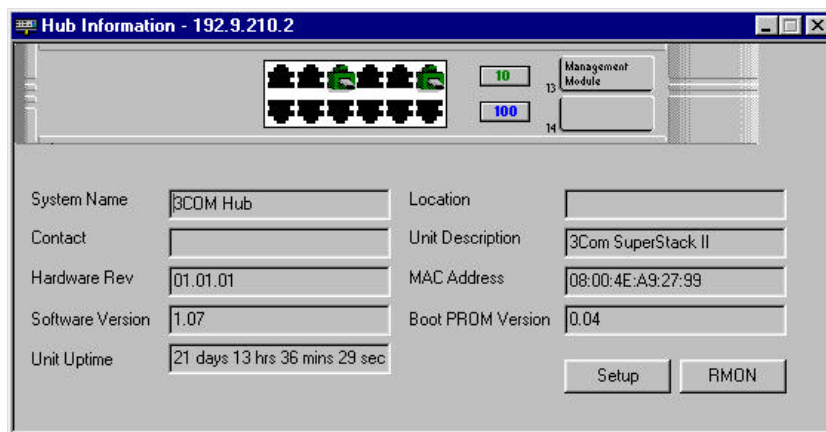 Hub Information - 192.9.210.2
10
13
Management
Module
100
14
System Name
3COM Hub
Location
Contact
Unit Description
3Com SuperStack II
Hardware Rev
01.01.01
MAC Address
08:00:4E:A9:27:99
Software Version
1.07
Boot PROM Version
0.04
Unit Uptime
21 days 13 hrs 36 mins 29 sec
Setup
RMON